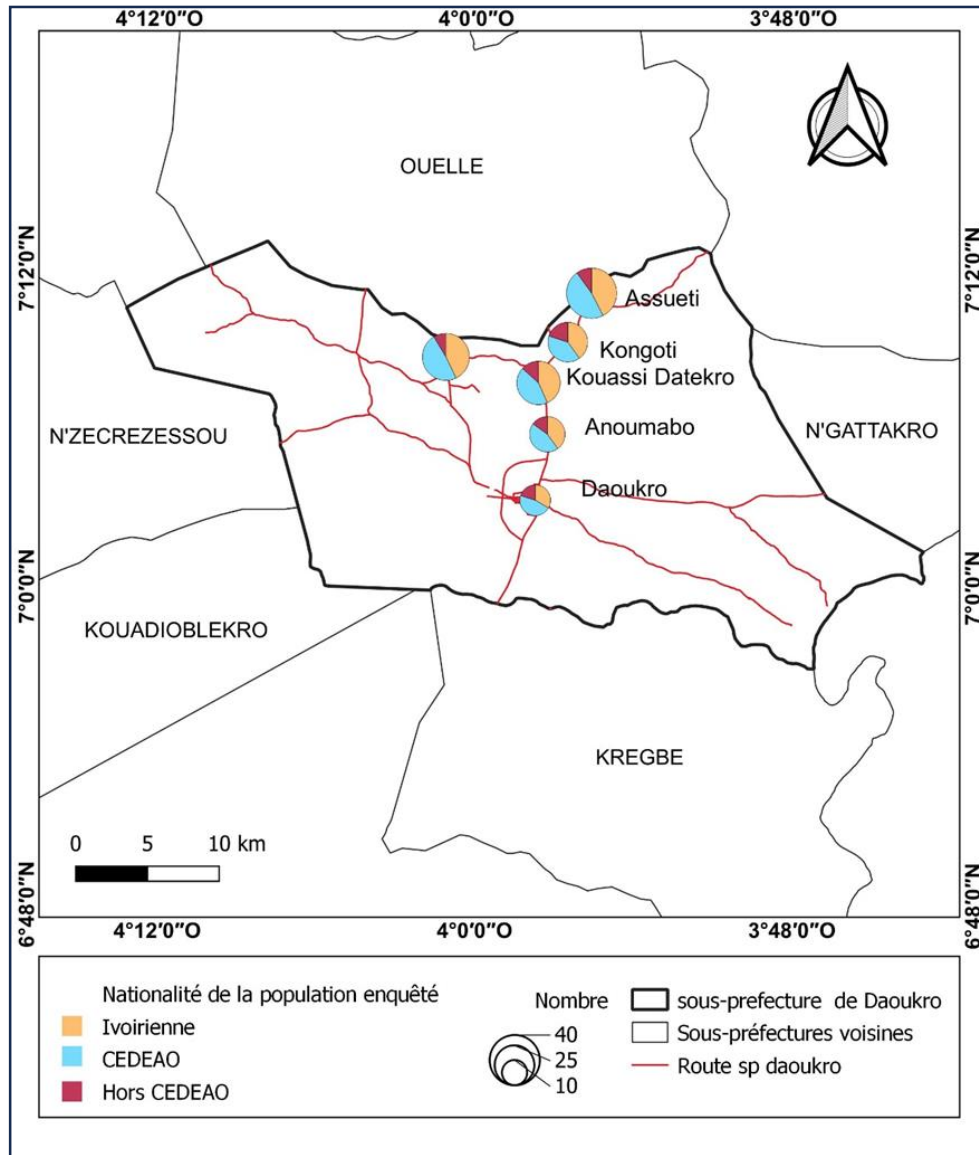 4°12'0"O 4°0'0"O 3°48'0"O
OUELLE
7°12'0"N 7°12'0"N
Assueti
Kongoti
Kouassi Datekro
Anoumabo
N'ZECREZESSOU N'GATTAKRO
Daoukro
7°0'0"N 7°0'0"N
KOUADIOBLEKRO
KREGBE
0 5 10 km
6°48'0"N 6°48'0"N
4°12'0"O 4°0'0"O 3°48'0"O
Nationalité de la population enquêté
Ivoirienne
CEDEAO
Hors CEDEAO
Nombre
40
25
10
sous-prefecture de Daoukro
Sous-préfectures voisines
Route sp daoukro